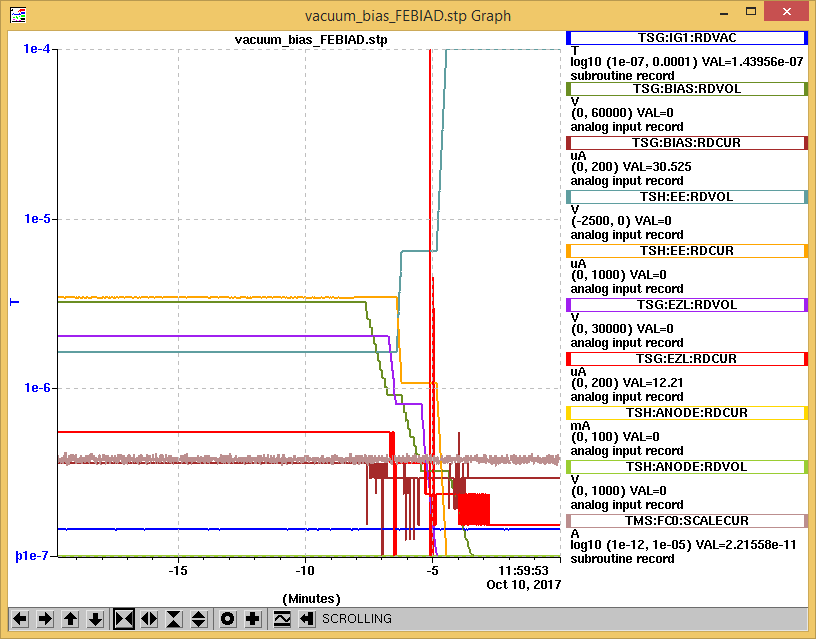 vacuum_bias_FEBIAD.stp Graph
vacuum_bias_FEBIAD.stp
1e-4
1e-5
T
1e-6
1e-7
-15
-10
-5
11:59:53
Oct 10, 2017
(Minutes)
TSG:IG1:RDVAC
T
log10 (1e-07, 0.0001) VAL=1.43956e-07
subroutine record
TSG:BIAS:RDVOL
V
(0, 60000) VAL=0
analog input record
TSG:BIAS:RDCUR
uA
(0, 200) VAL=30.525
analog input record
TSH:EE:RDVOL
V
(-2500, 0) VAL=0
analog input record
TSH:EE:RDCUR
uA
(0, 1000) VAL=0
analog input record
TSG:EZL:RDVOL
V
(0, 30000) VAL=0
analog input record
TSG:EZL:RDCUR
uA
(0, 200) VAL=12.21
analog input record
TSH:ANODE:RDCUR
mA
(0, 100) VAL=0
analog input record
TSH:ANODE:RDVOL
V
(0, 1000) VAL=0
analog input record
TMS:FC0:SCALECUR
A
log10 (1e-12, 1e-05) VAL=2.21558e-11
subroutine record
SCROLLING